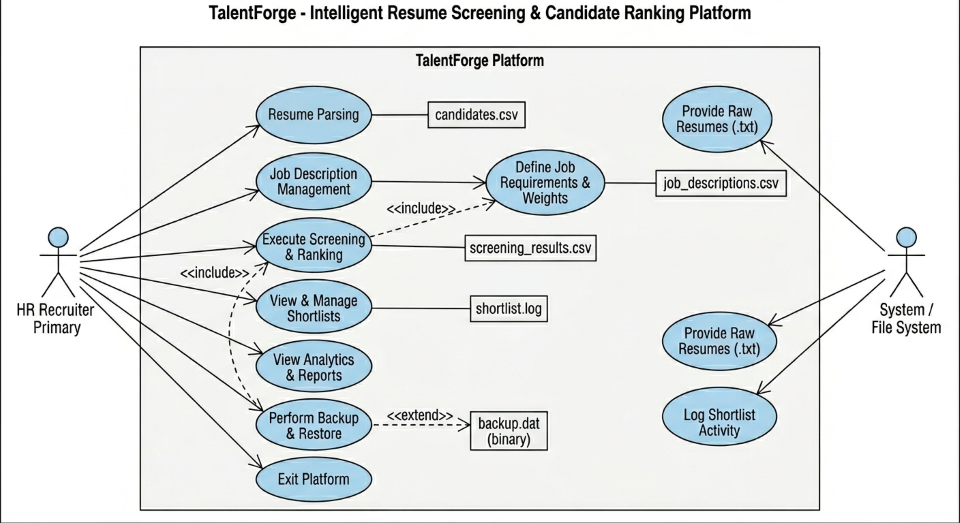 TalentForge - Intelligent Resume Screening & Candidate Ranking Platform
TalentForge Platform
Resume Parsing
candidates.csv
Provide Raw
Resumes (.txt)
Job Description
Management
Define Job
Requirements &
Weights
job_descriptions.csv
<<include>>
Execute Screening
& Ranking
screening_results.csv
<<include>>
HR Recruiter
Primary
View & Manage
Shortlists
shortlist.log
System /
File System
Provide Raw
Resumes (.txt)
View Analytics
& Reports
Perform Backup
& Restore
<<extend>>
backup.dat
(binary)
Log Shortlist
Activity
Exit Platform